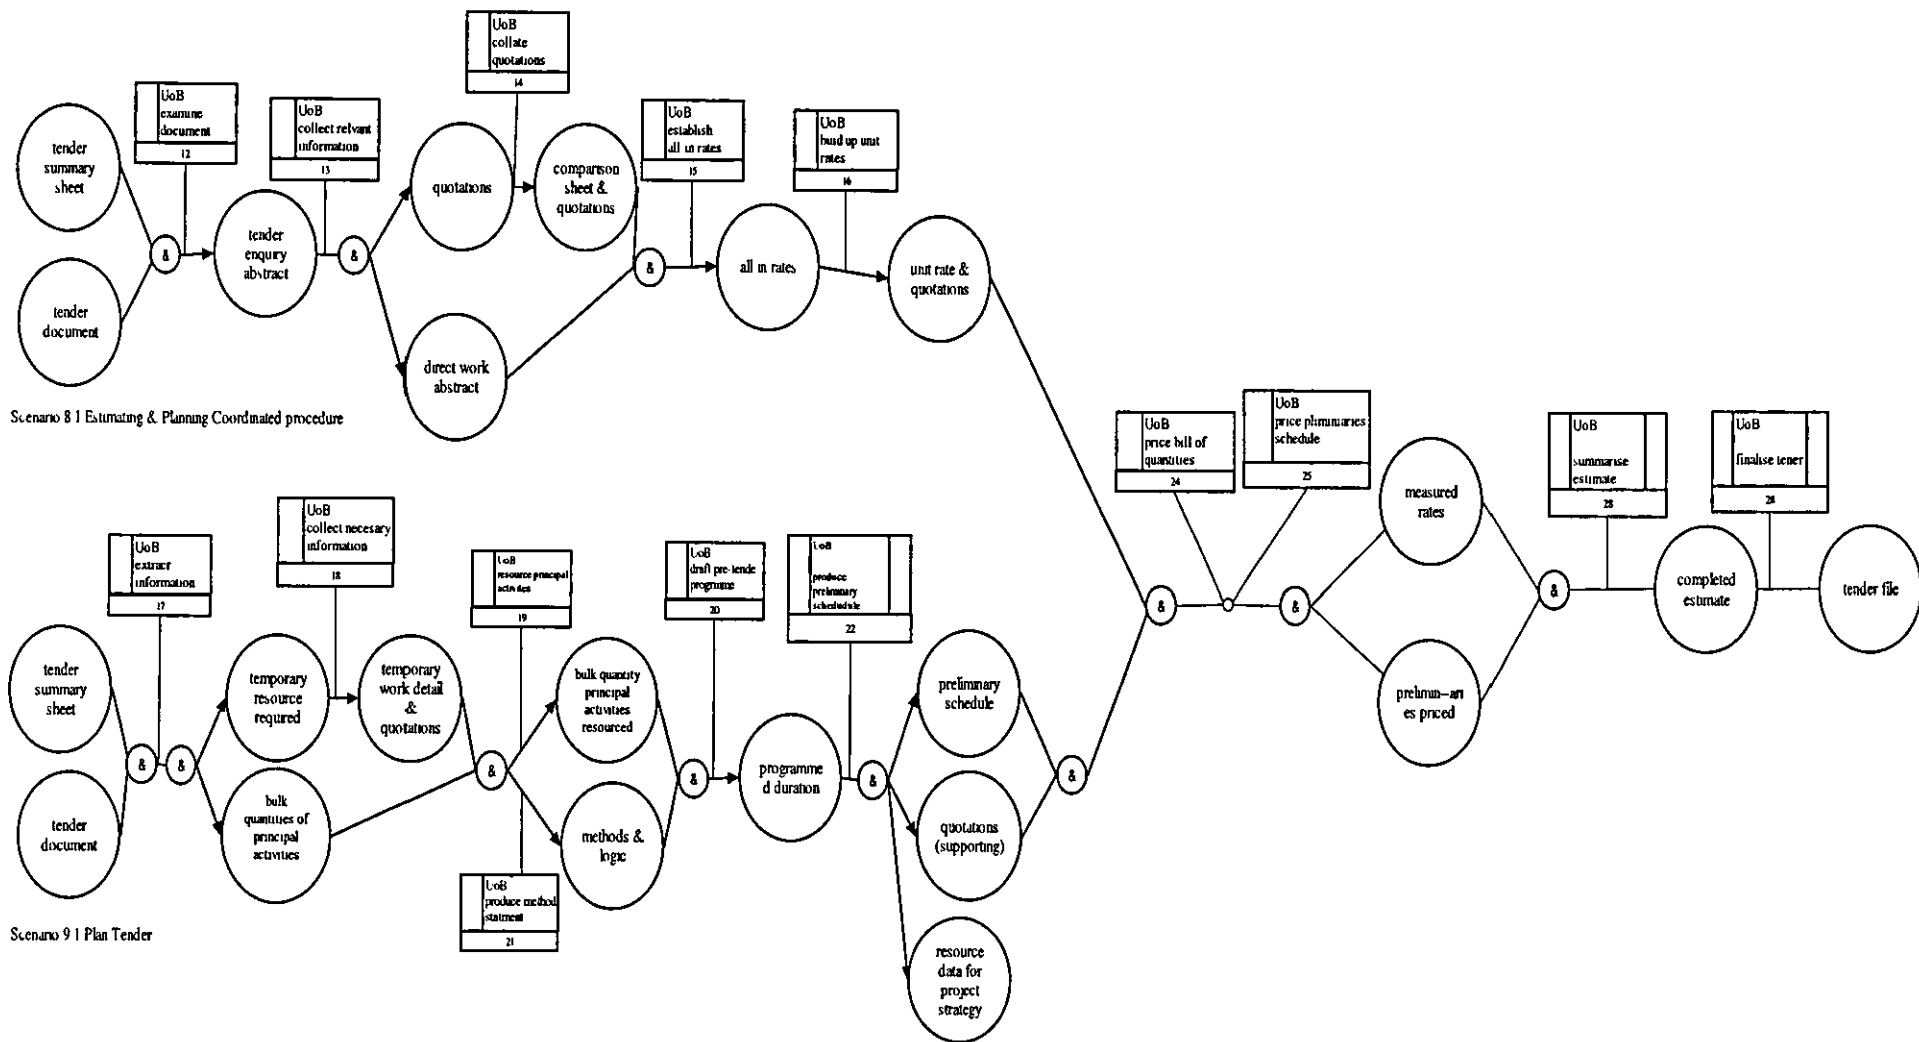 UoB
collate
quotations
14
UoB
examine
document
12
UoB
collect relvant
information
13
UoB
establish
all in rates
15
UoB
build up unit
rates
16
tender
summary
sheet
tender
document
&
tender
enquiry
abstract
&
quotations
comparison
sheet &
quotations
direct work
abstract
&
all in rates
unit rate &
quotations
Scenario 8 1 Estimating & Planning Coordinated procedure
UoB
price bill of
quantities
24
UoB
price pliminaries
schedule
25
measured
rates
UoB
summarise
estimate
28
UoB
finalise tener
28
&
&
prelimin-ari
es priced
&
completed
estimate
tender file
UoB
extract
information
17
UoB
collect necesary
information
18
UoB
resource principal
activites
19
UoB
draft pre-tende
programe
20
UoB
produce
preliminary
schedudule
22
tender
summary
sheet
tender
document
&
&
temporary
resource
required
temporary
work detail
&
quotations
bulk
quantities of
principal
activities
&
bulk quantity
principal
activities
resourced
methods &
logic
&
programme
d duration
&
preliminary
schedule
quotations
(supporting)
&
resource
data for
project
strategy
UoB
produce method
statment
21
Scenario 9 1 Plan Tender